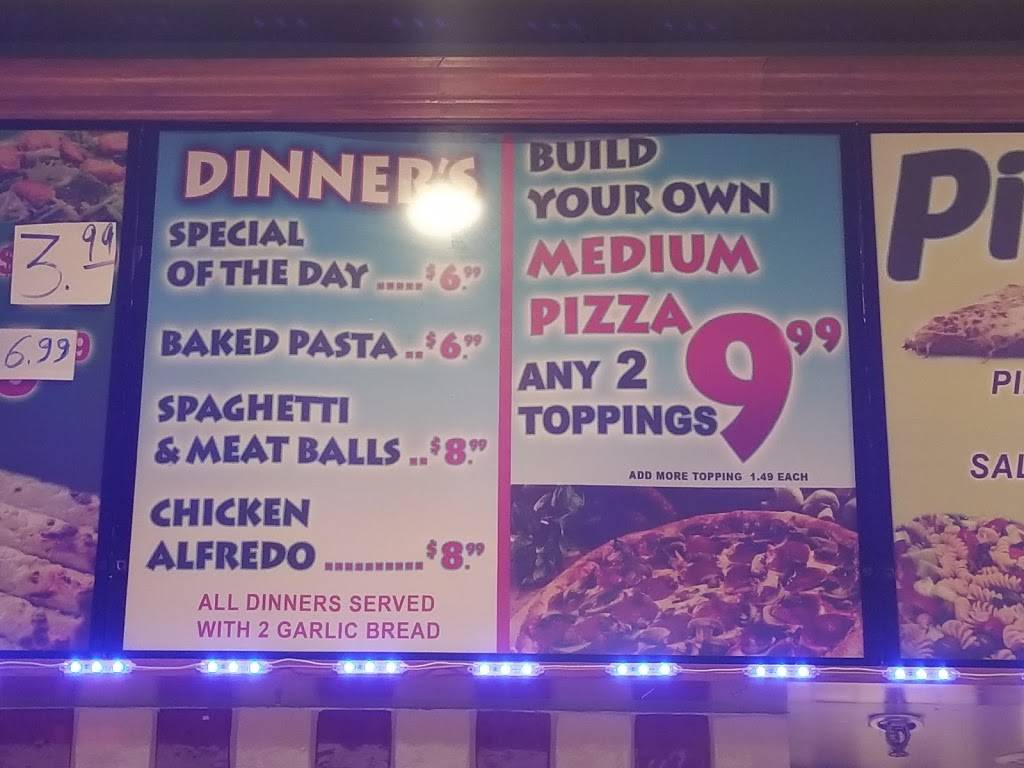 3.99
6.99
DINNER'S
SPECIAL
OF THE DAY ..... $6.99
BAKED PASTA .. $6.99
SPAGHETTI
& MEAT BALLS .. $8.99
CHICKEN
ALFREDO .......... $8.99
ALL DINNERS SERVED
WITH 2 GARLIC BREAD
BUILD
YOUR OWN
MEDIUM
PIZZA
ANY 2
TOPPINGS
9.99
ADD MORE TOPPING 1.49 EACH
Pi
PI
SAL